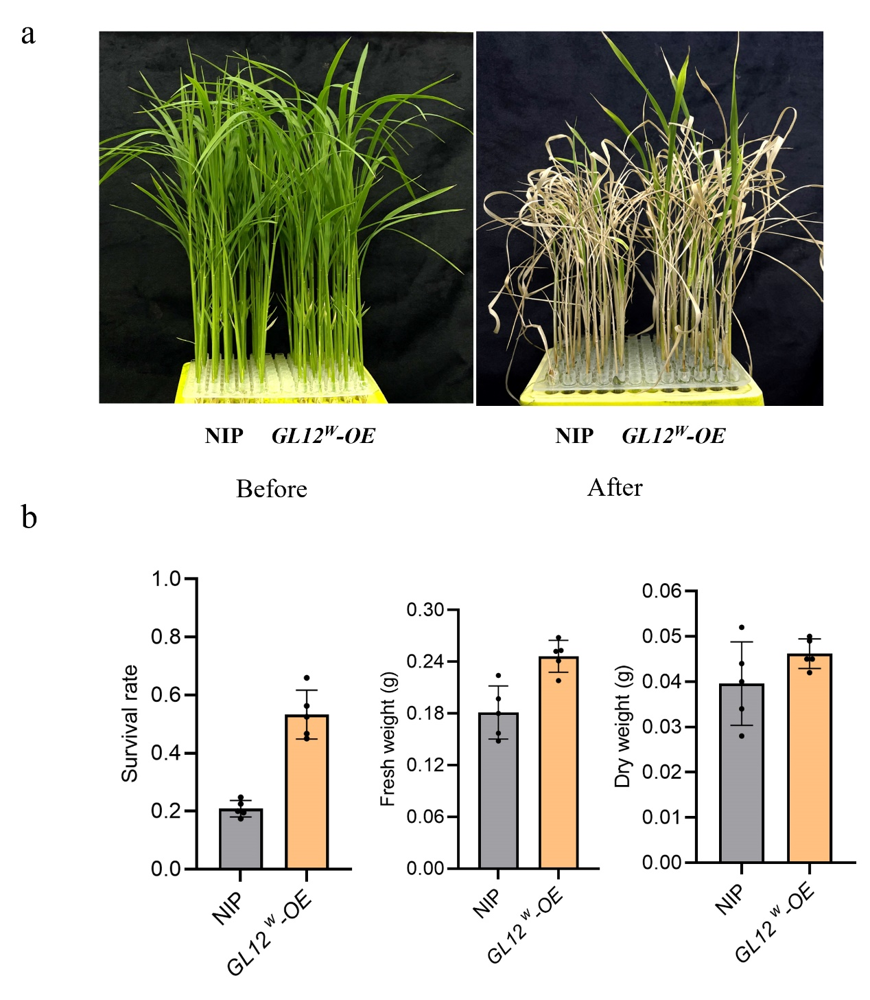 a
NIP GL12ᵂ-OE
NIP GL12ᵂ-OE
Before
After
b
Survival rate
1.0
0.8
0.6
0.4
0.2
0.0
NIP
GL12 ʷ-OE
Fresh weight (g)
0.30
0.24
0.18
0.12
0.06
0.00
NIP
GL12 ʷ-OE
Dry weight (g)
0.06
0.05
0.04
0.03
0.02
0.01
0.00
NIP
GL12 ʷ-OE